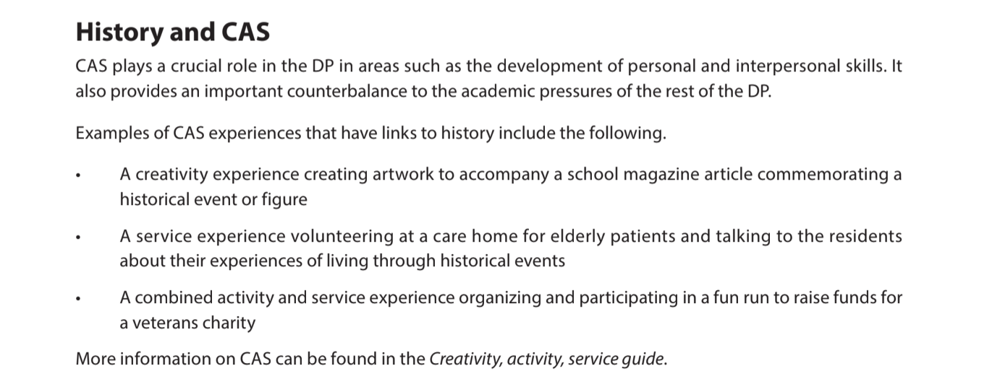 History and CAS
CAS plays a crucial role in the DP in areas such as the development of personal and interpersonal skills. It
also provides an important counterbalance to the academic pressures of the rest of the DP.
Examples of CAS experiences that have links to history include the following.
• A creativity experience creating artwork to accompany a school magazine article commemorating a
historical event or figure
• A service experience volunteering at a care home for elderly patients and talking to the residents
about their experiences of living through historical events
• A combined activity and service experience organizing and participating in a fun run to raise funds for
a veterans charity
More information on CAS can be found in the Creativity, activity, service guide.